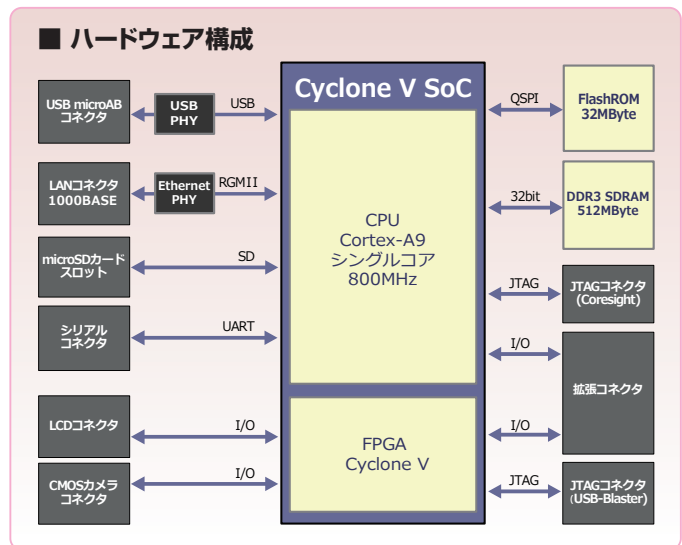 ■ ハードウェア構成
Cyclone V SoC
USB microAB
コネクタ
USB
PHY
USB
LANコネクタ
1000BASE
Ethernet
PHY
RGMII
microSDカード
スロット
SD
シリアル
コネクタ
UART
LCDコネクタ
I/O
CMOSカメラ
コネクタ
I/O
CPU
Cortex-A9
シングルコア
800MHz
FPGA
Cyclone V
QSPI
FlashROM
32MByte
32bit
DDR3 SDRAM
512MByte
JTAG
JTAGコネクタ
(Coresight)
I/O
拡張コネクタ
I/O
JTAG
JTAGコネクタ
(USB-Blaster)